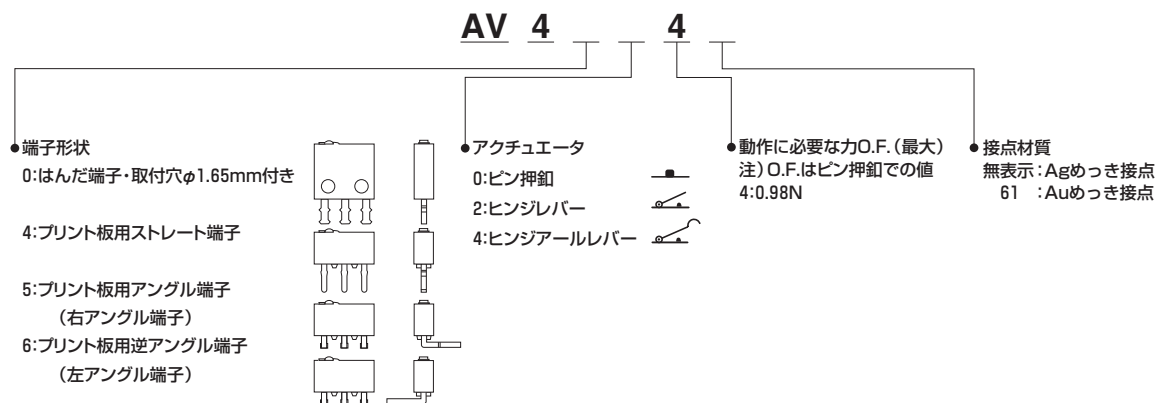 AV 4 _ _ 4 _
端子形状
0:はんだ端子・取付穴φ1.65mm付き
4:プリント板用ストレート端子
5:プリント板用アングル端子
（右アングル端子）
6:プリント板用逆アングル端子
（左アングル端子）
アクチュエータ
0:ピン押釦
2:ヒンジレバー
4:ヒンジアールレバー
動作に必要な力O.F.（最大）
注）O.F.はピン押釦での値
4:0.98N
接点材質
無表示:Agめっき接点
61 :Auめっき接点